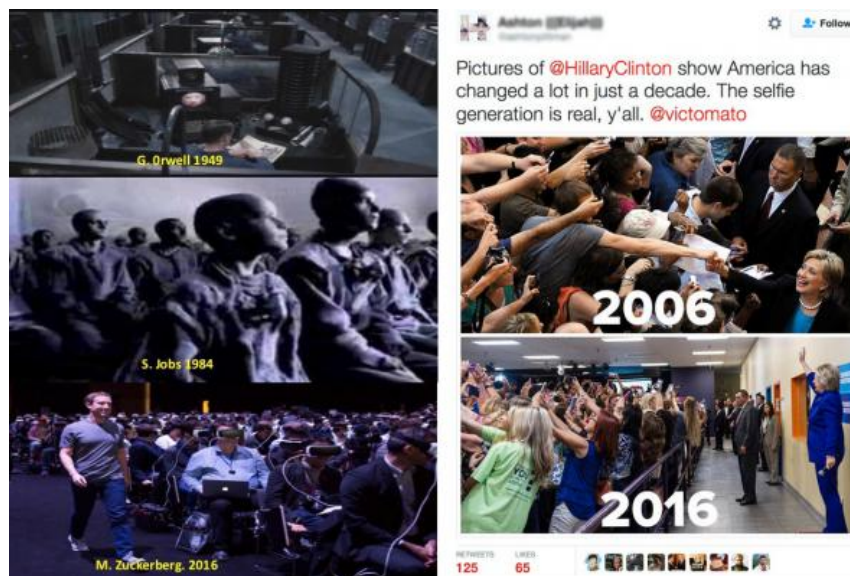 G. Orwell 1949
S. Jobs 1984
M. Zuckerberg. 2016
Follow
Pictures of @HillaryClinton show America has
changed a lot in just a decade. The selfie
generation is real, y'all. @victomato
2006
2016
RETWEETS LIKES
125 65